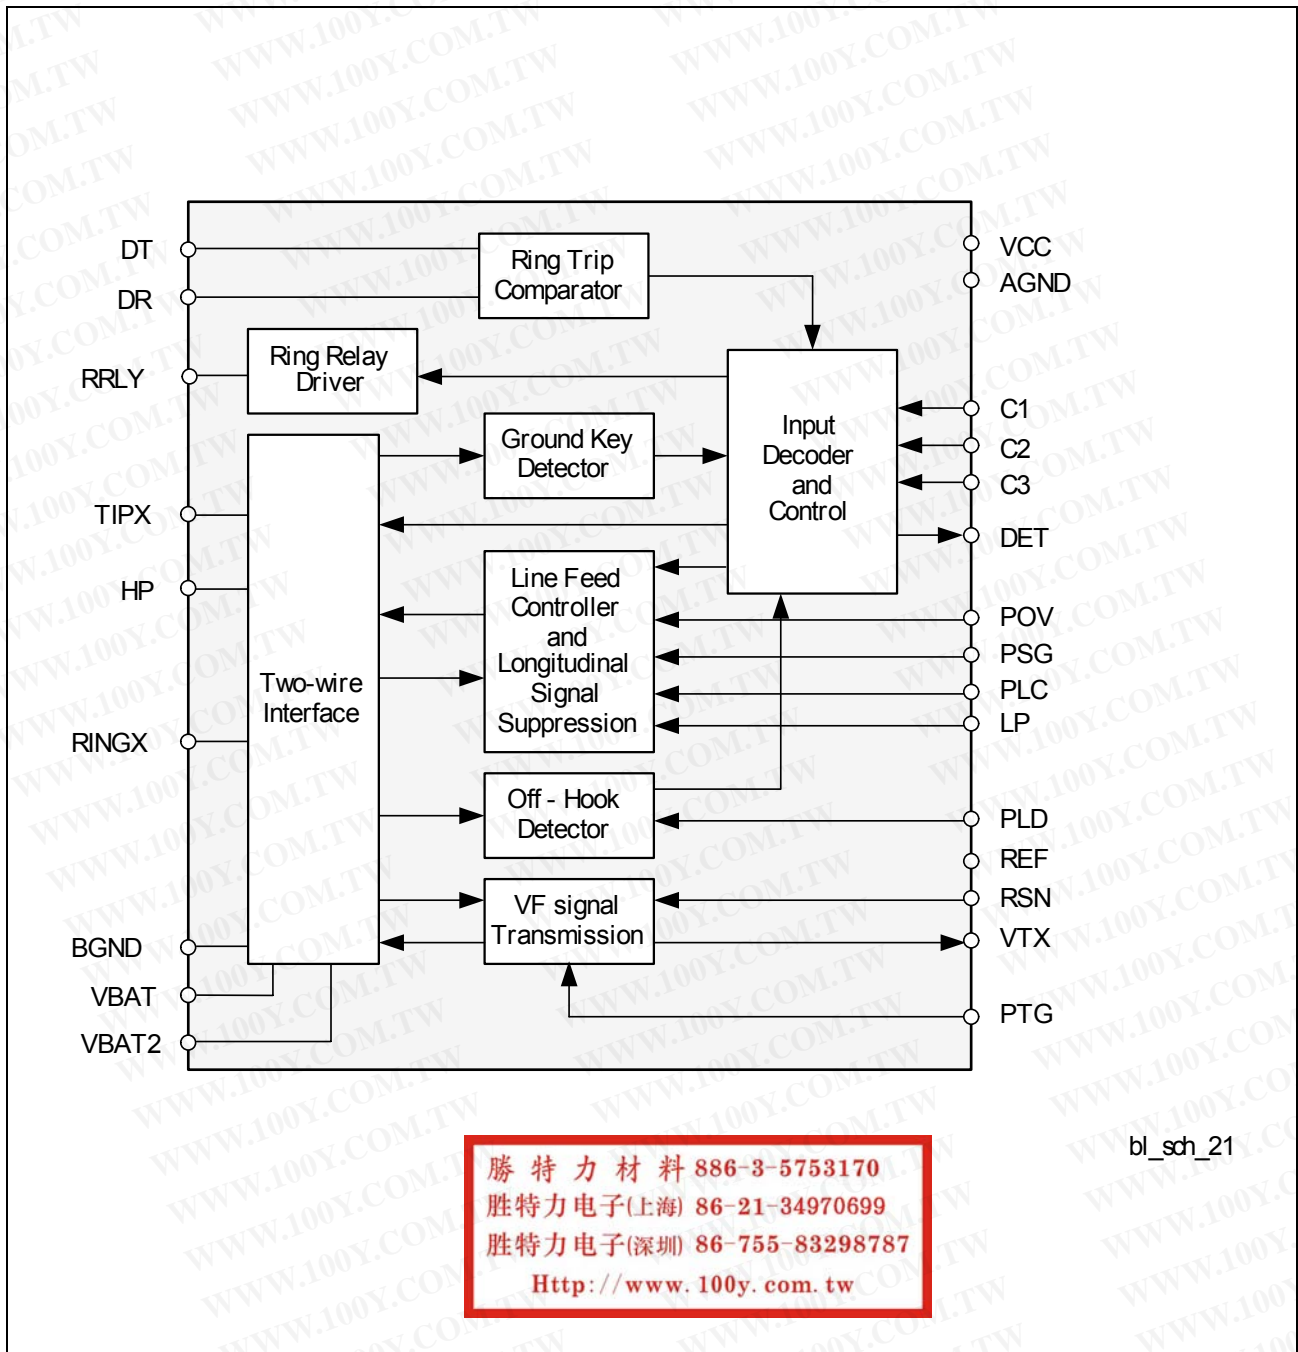 DT
DR
RRLY
TIPX
HP
RINGX
BGND
VBAT
VBAT2
Ring Trip
Comparator
Ring Relay
Driver
Ground Key
Detector
Input
Decoder
and
Control
Two-wire
Interface
Line Feed
Controller
and
Longitudinal
Signal
Suppression
Off - Hook
Detector
VF signal
Transmission
VCC
AGND
C1
C2
C3
DET
POV
PSG
PLC
LP
PLD
REF
RSN
VTX
PTG
bl_sch_21
勝 特 力 材 料 886-3-5753170
胜特力电子(上海) 86-21-34970699
胜特力电子(深圳) 86-755-83298787
Http://www.100y.com.tw
WWW.100Y.COM.TW